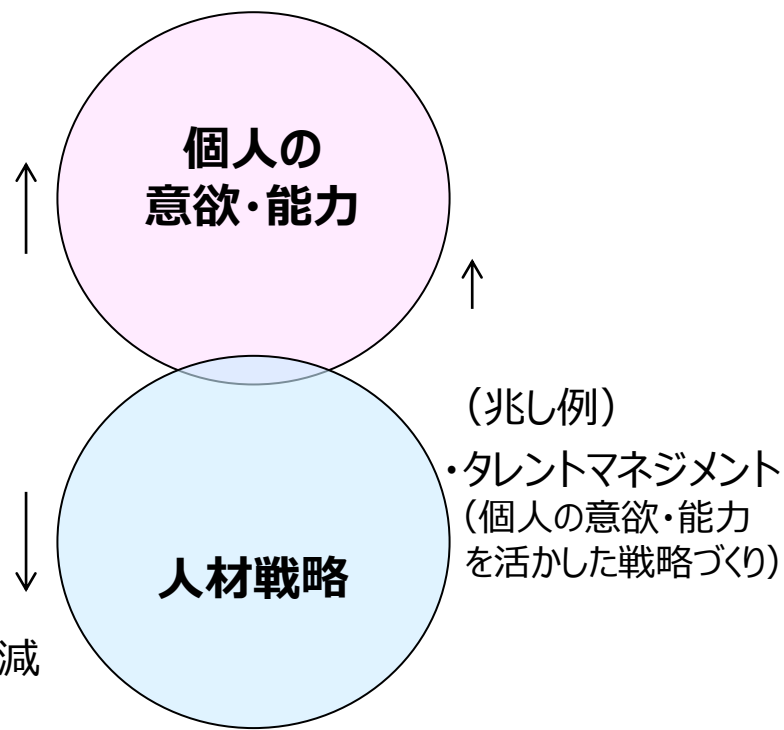 個人の
意欲・能力
（兆し例）
・タレントマネジメント
（個人の意欲・能力
を活かした戦略づくり）
人材戦略
減